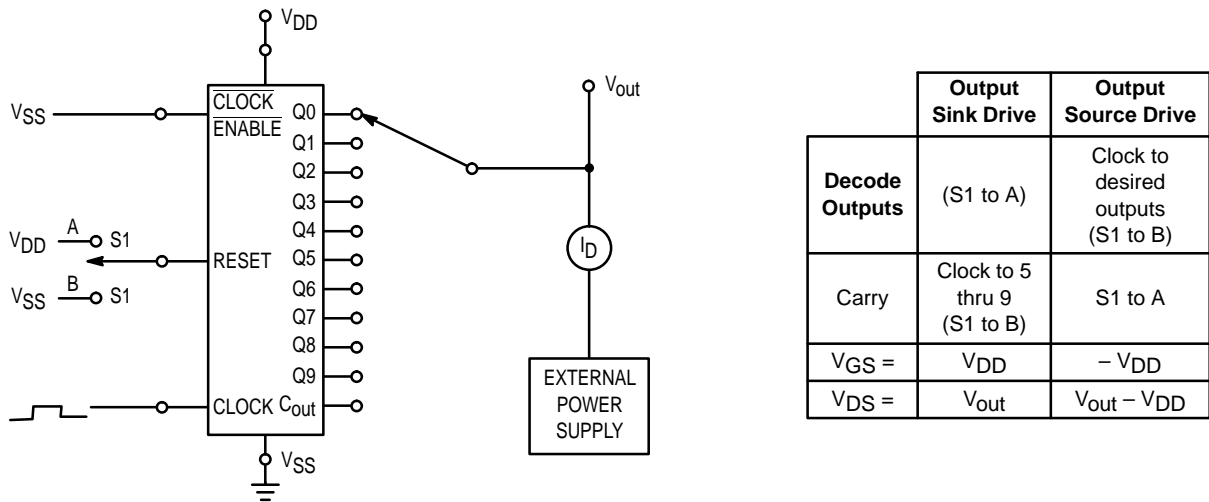 VDD
VSS
CLOCK
ENABLE
Q0
Q1
Q2
Q3
Q4
Q5
Q6
Q7
Q8
Q9
Cout
VDD A S1
RESET
VSS B S1
CLOCK
VSS
Vout
ID
EXTERNAL
POWER
SUPPLY
Output
Sink Drive
Output
Source Drive
Decode
Outputs
(S1 to A)
Clock to
desired
outputs
(S1 to B)
Carry
Clock to 5
thru 9
(S1 to B)
S1 to A
VGS =
VDD
– VDD
VDS =
Vout
Vout – VDD